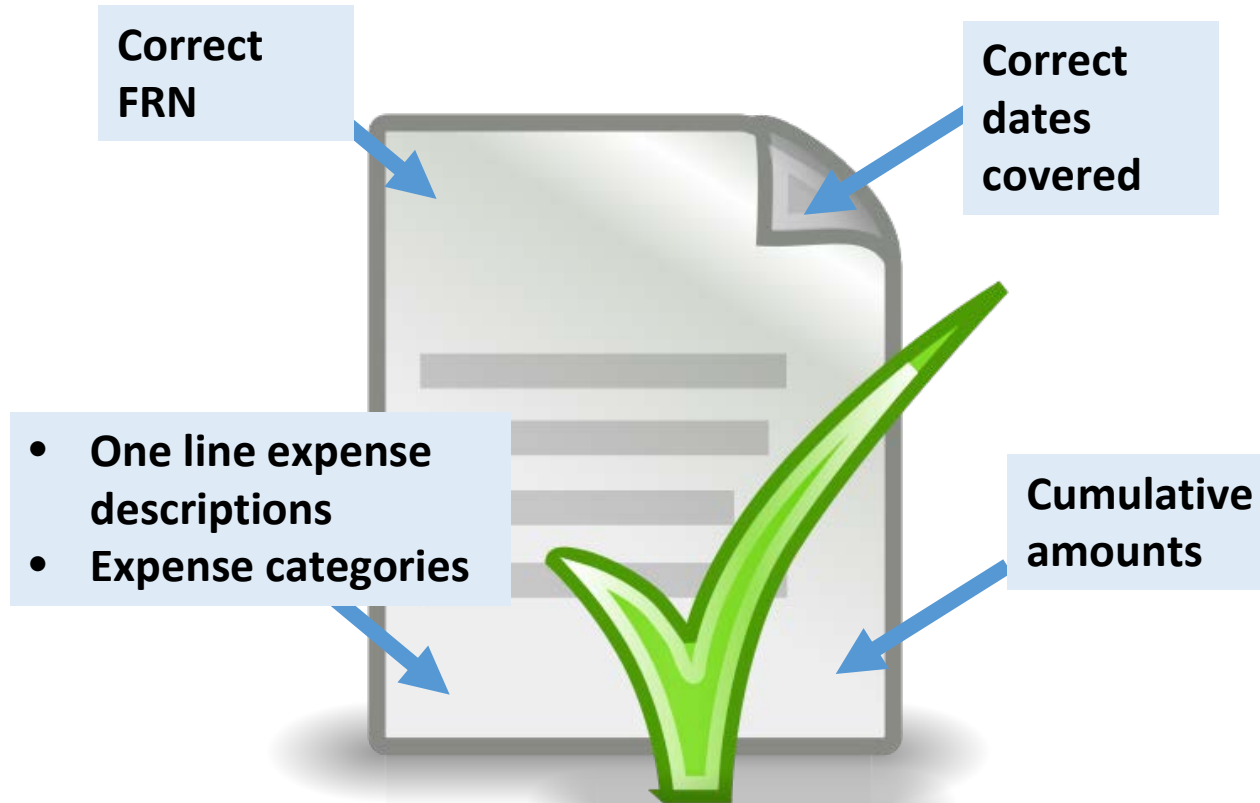 Correct
FRN
Correct
dates
covered
• One line expense
descriptions
• Expense categories
Cumulative
amounts